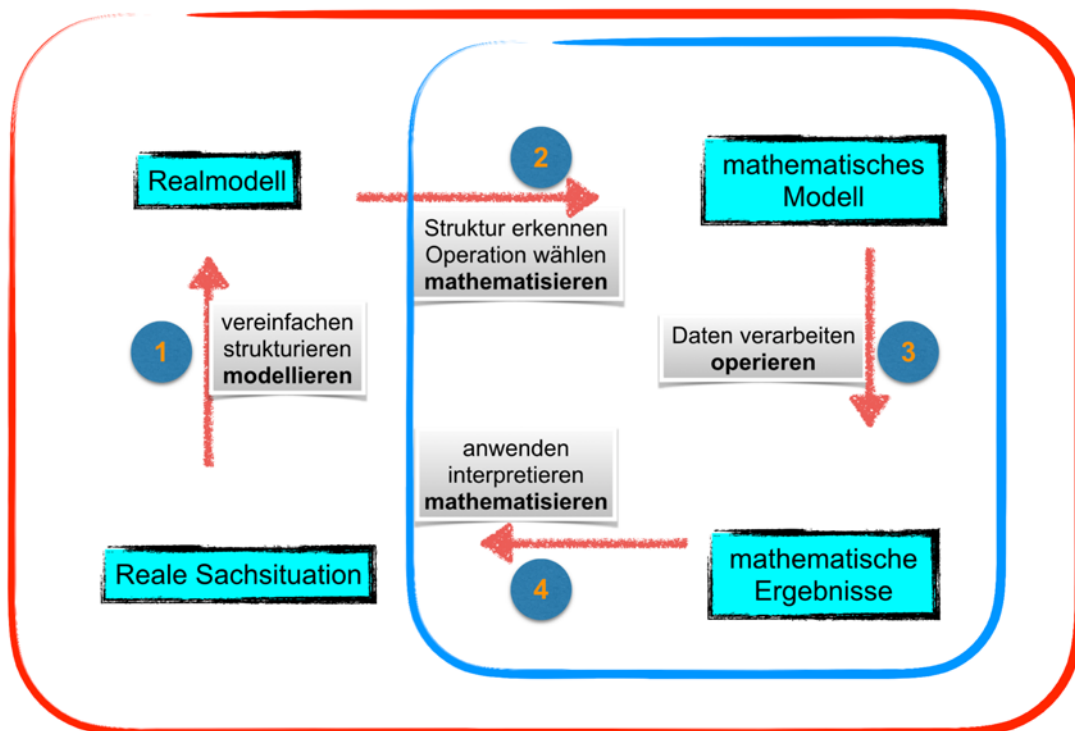 2
Realmodell
mathematisches
Modell
Struktur erkennen
Operation wählen
mathematisieren
1
vereinfachen
strukturieren
modellieren
Daten verarbeiten
operieren
3
anwenden
interpretieren
mathematisieren
Reale Sachsituation
4
mathematische
Ergebnisse